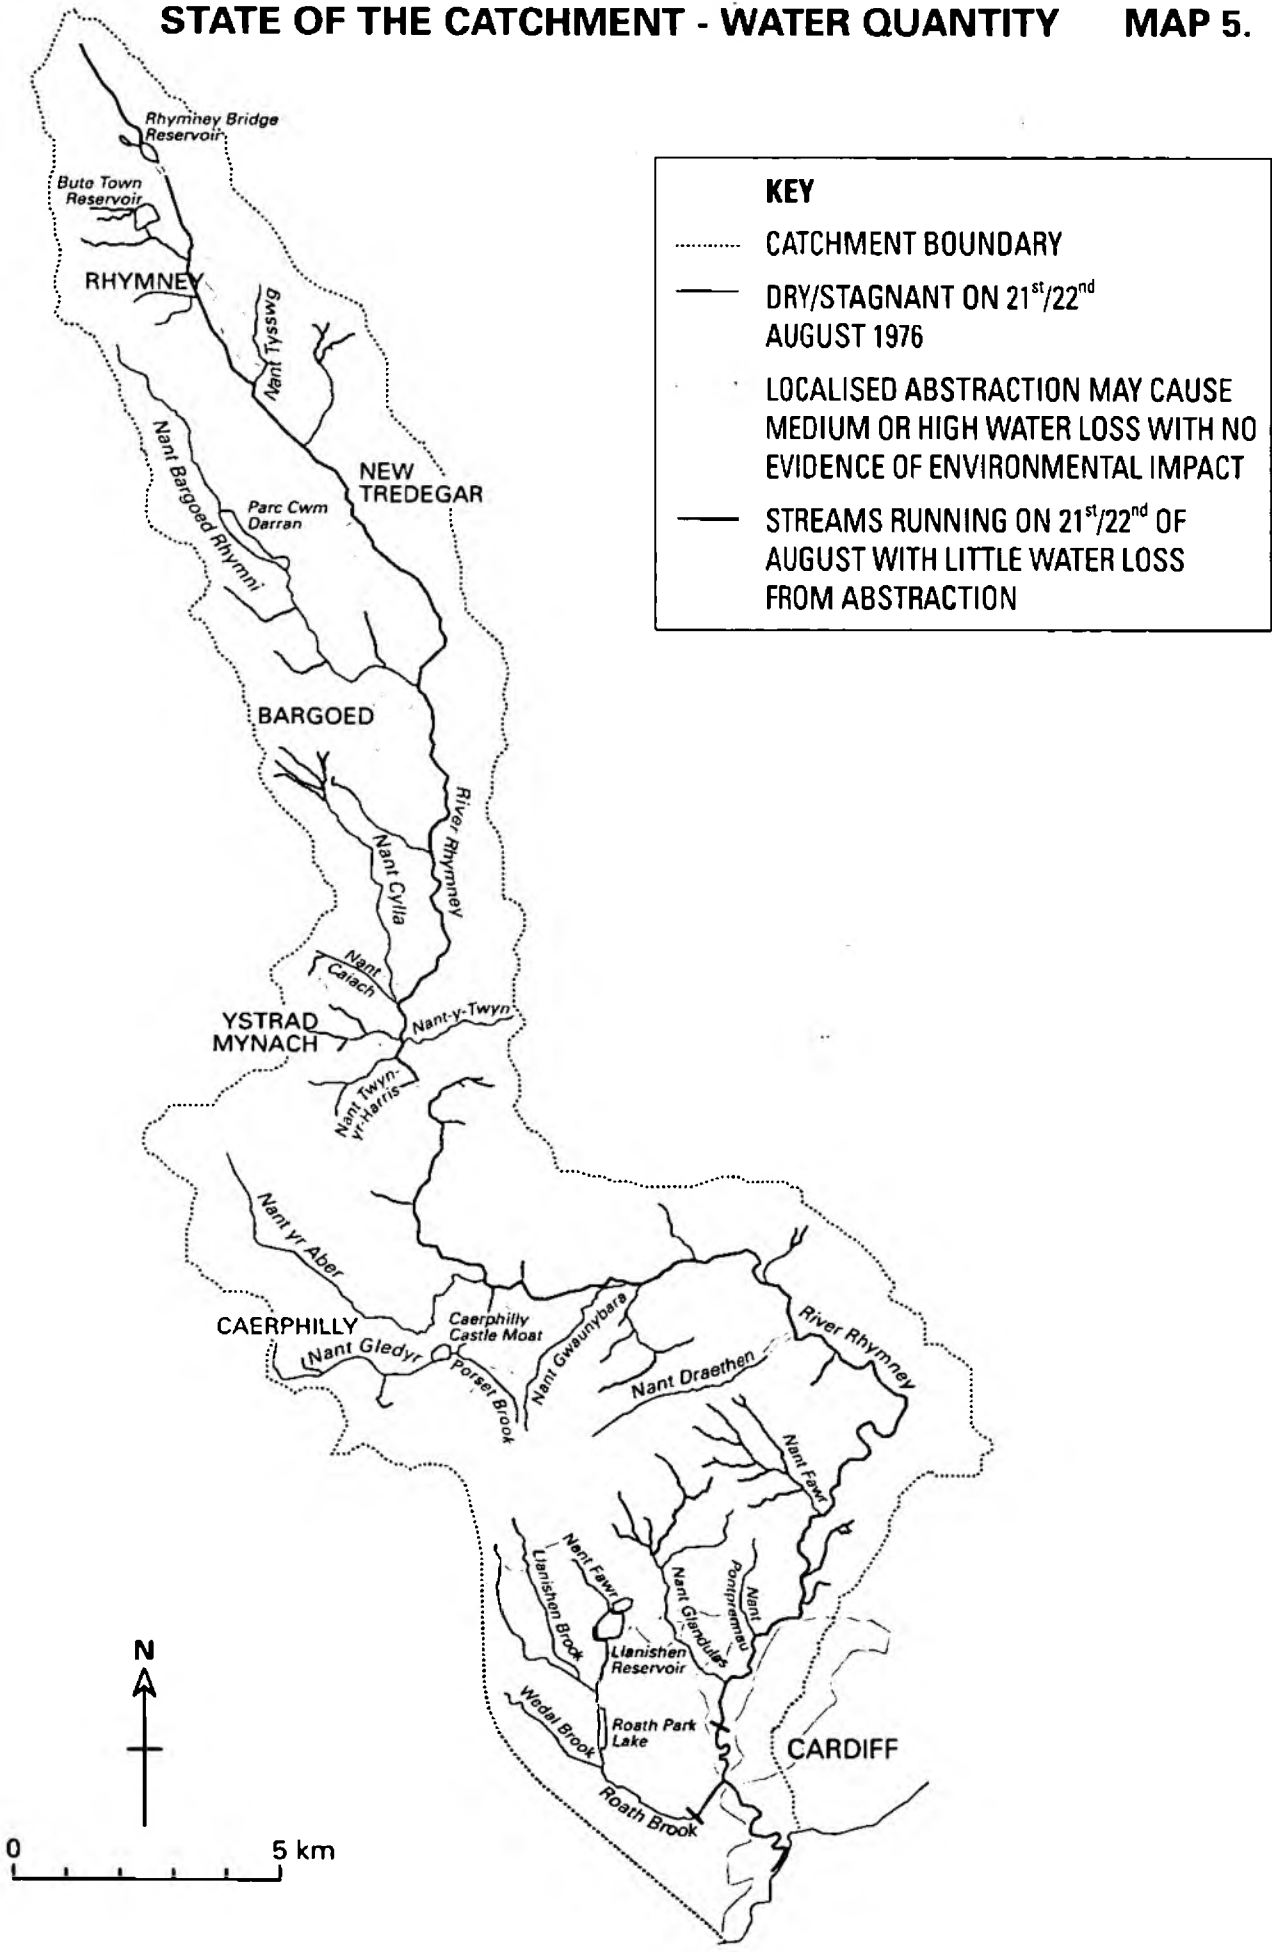 STATE OF THE CATCHMENT - WATER QUANTITY MAP 5.
Rhymney Bridge
Reservoir
Bute Town
Reservoir
RHYMNEY
Nant Tysswg
KEY
CATCHMENT BOUNDARY
DRY/STAGNANT ON 21st/22nd
AUGUST 1976
LOCALISED ABSTRACTION MAY CAUSE
MEDIUM OR HIGH WATER LOSS WITH NO
EVIDENCE OF ENVIRONMENTAL IMPACT
STREAMS RUNNING ON 21st/22nd OF
AUGUST WITH LITTLE WATER LOSS
FROM ABSTRACTION
NEW
TREDEGAR
Nant Bargoed Rhymni
Parc Cwm
Darran
BARGOED
River Rhymney
Nant Cylla
Nant
Caiach
YSTRAD
MYNACH
Nant-y-Twyn
Nant Twyn-
yr-Harris
Nant yr Aber
CAERPHILLY
Caerphilly
Castle Moat
Nant Gledyr
Porset Brook
Nant Gwaunybara
Nant Draethen
River Rhymney
Nant Fawr
Llanishen Brook
Nant Fawr
Nant Glandulas
Nant
Pontprennau
Llanishen
Reservoir
Wedal Brook
Roath Park
Lake
Roath Brook
CARDIFF
N
0 5 km